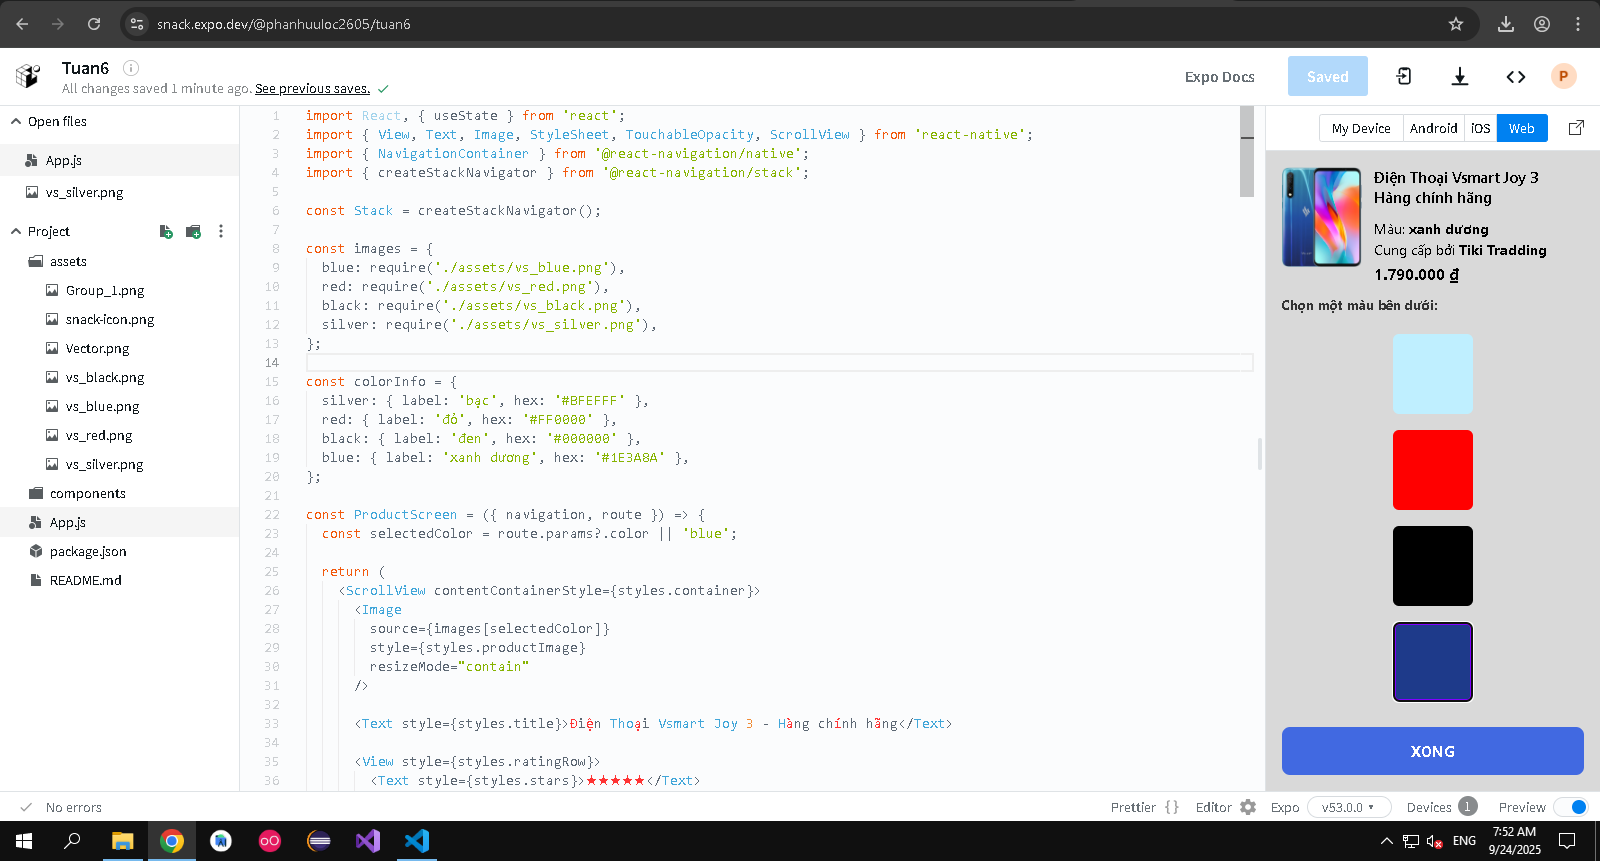 snack.expo.dev/@phanhuuloc2605/tuan6
Tuan6
All changes saved 1 minute ago. See previous saves.
Expo Docs
Saved
P
Open files
App.js
vs_silver.png
Project
assets
Group_1.png
snack-icon.png
Vector.png
vs_black.png
vs_blue.png
vs_red.png
vs_silver.png
components
App.js
package.json
README.md
1 import React, { useState } from 'react';
2 import { View, Text, Image, StyleSheet, TouchableOpacity, ScrollView } from 'react-native';
3 import { NavigationContainer } from '@react-navigation/native';
4 import { createStackNavigator } from '@react-navigation/stack';
5
6 const Stack = createStackNavigator();
7
8 const images = {
9 blue: require('./assets/vs_blue.png'),
10 red: require('./assets/vs_red.png'),
11 black: require('./assets/vs_black.png'),
12 silver: require('./assets/vs_silver.png'),
13 };
14
15 const colorInfo = {
16 silver: { label: 'bạc', hex: '#BFEFFF' },
17 red: { label: 'đỏ', hex: '#FF0000' },
18 black: { label: 'đen', hex: '#000000' },
19 blue: { label: 'xanh dương', hex: '#1E3A8A' },
20 };
21
22 const ProductScreen = ({ navigation, route }) => {
23 const selectedColor = route.params?.color || 'blue';
24
25 return (
26 <ScrollView contentContainerStyle={styles.container}>
27 <Image
28 source={images[selectedColor]}
29 style={styles.productImage}
30 resizeMode="contain"
31 />
32
33 <Text style={styles.title}>Điện Thoại Vsmart Joy 3 - Hàng chính hãng</Text>
34
35 <View style={styles.ratingRow}>
36 <Text style={styles.stars}>★★★★★</Text>
My Device Android iOS Web
Điện Thoại Vsmart Joy 3
Hàng chính hãng
Màu: xanh dương
Cung cấp bởi Tiki Tradding
1.790.000 ₫
Chọn một màu bên dưới:
XONG
No errors
Prettier { } Editor Expo v53.0.0 Devices 1 Preview
ENG
7:52 AM
9/24/2025